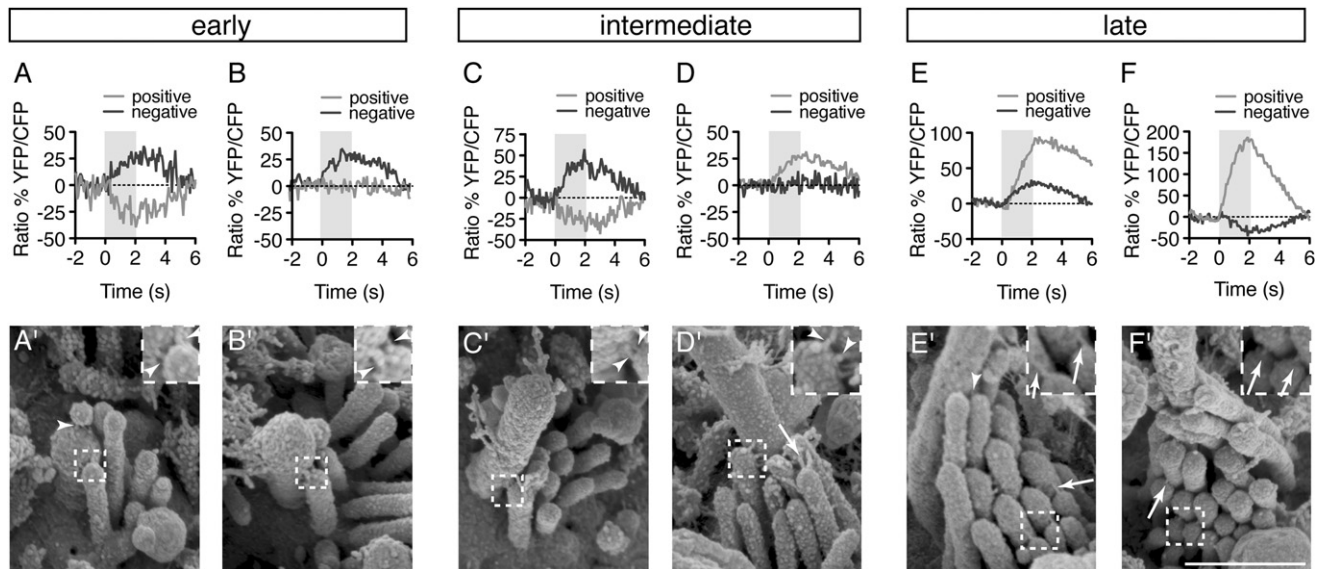 early
intermediate
late
A
positive
negative
Ratio % YFP/CFP
50
25
0
-25
-50
-2 0 2 4 6
Time (s)
B
positive
negative
50
25
0
-25
-50
-2 0 2 4 6
Time (s)
C
positive
negative
Ratio % YFP/CFP
75
50
25
0
-25
-50
-2 0 2 4 6
Time (s)
D
positive
negative
Ratio % YFP/CFP
50
25
0
-25
-50
-2 0 2 4 6
Time (s)
E
positive
negative
Ratio % YFP/CFP
100
50
0
-50
-2 0 2 4 6
Time (s)
F
positive
negative
Ratio % YFP/CFP
200
150
100
50
0
-50
-2 0 2 4 6
Time (s)
A'
B'
C'
D'
E'
F'